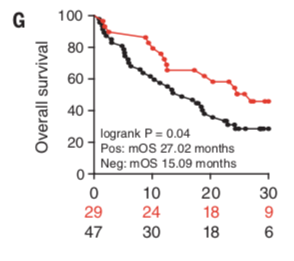 G
Overall survival
100
80
60
40
20
0
logrank P = 0.04
Pos: mOS 27.02 months
Neg: mOS 15.09 months
0 10 20 30
29 24 18 9
47 30 18 6